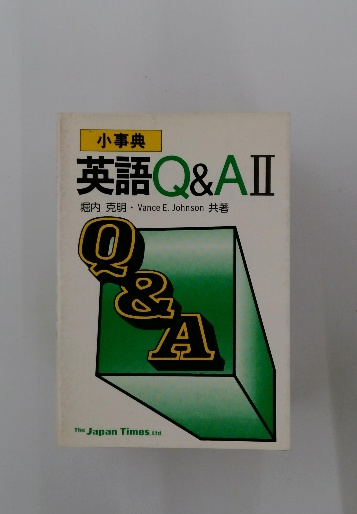 小事典
英語Q&AⅡ
堀内 克明・Vance E. Johnson 共著
Q
&
A
The Japan Times, Ltd.